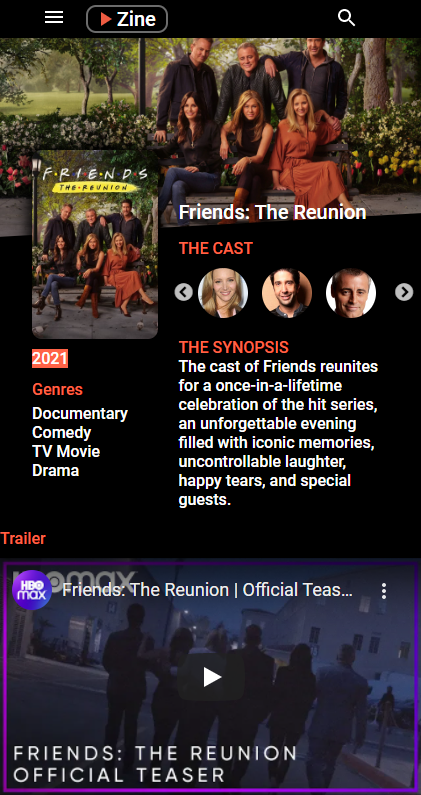 Zine
FRIENDS
THE REUNION
Friends: The Reunion
THE CAST
2021
Genres
Documentary
Comedy
TV Movie
Drama
THE SYNOPSIS
The cast of Friends reunites
for a once-in-a-lifetime
celebration of the hit series,
an unforgettable evening
filled with iconic memories,
uncontrollable laughter,
happy tears, and special
guests.
Trailer
HBO
max
HBOmax
Friends: The Reunion | Official Teas...
FRIENDS: THE REUNION
OFFICIAL TEASER